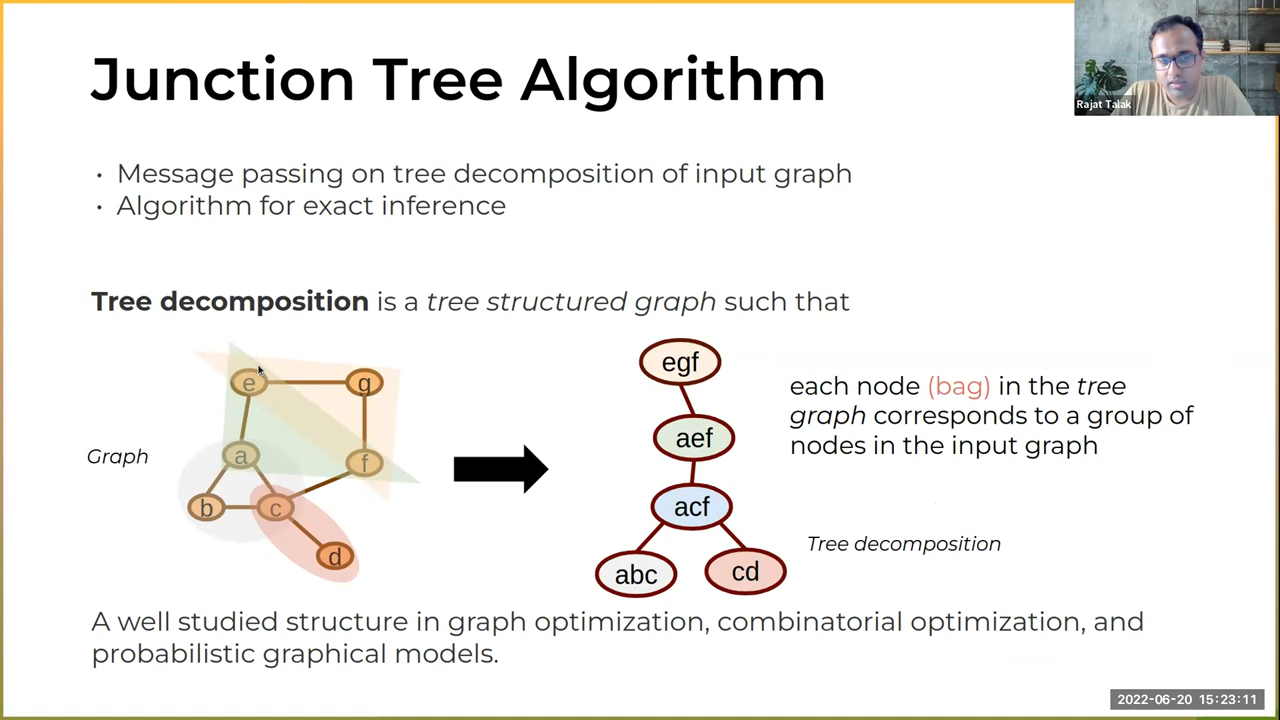 Junction Tree Algorithm
Rajat Talak
• Message passing on tree decomposition of input graph
• Algorithm for exact inference
Tree decomposition is a tree structured graph such that
Graph
e
g
a
f
b
c
d
egf
aef
acf
abc
cd
each node (bag) in the tree
graph corresponds to a group of
nodes in the input graph
Tree decomposition
A well studied structure in graph optimization, combinatorial optimization, and
probabilistic graphical models.
2022-06-20 15:23:11